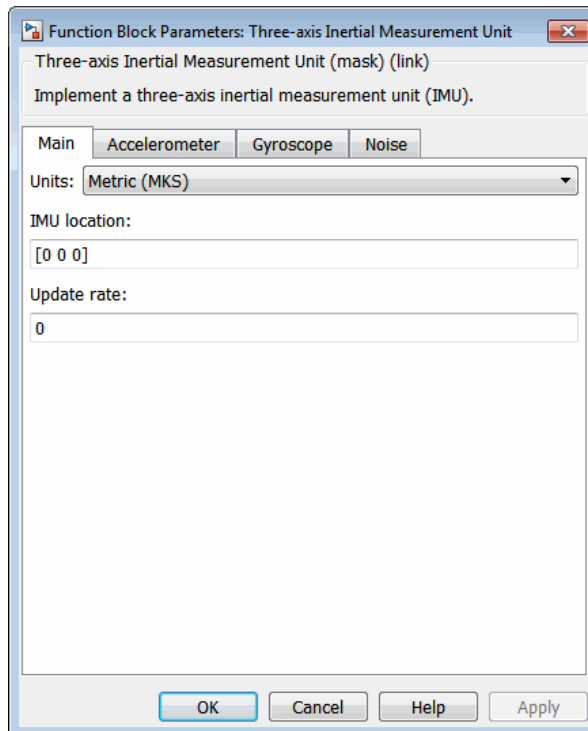 Function Block Parameters: Three-axis Inertial Measurement Unit
Three-axis Inertial Measurement Unit (mask) (link)
Implement a three-axis inertial measurement unit (IMU).
Main Accelerometer Gyroscope Noise
Units: Metric (MKS)
IMU location:
[0 0 0]
Update rate:
0
OK Cancel Help Apply